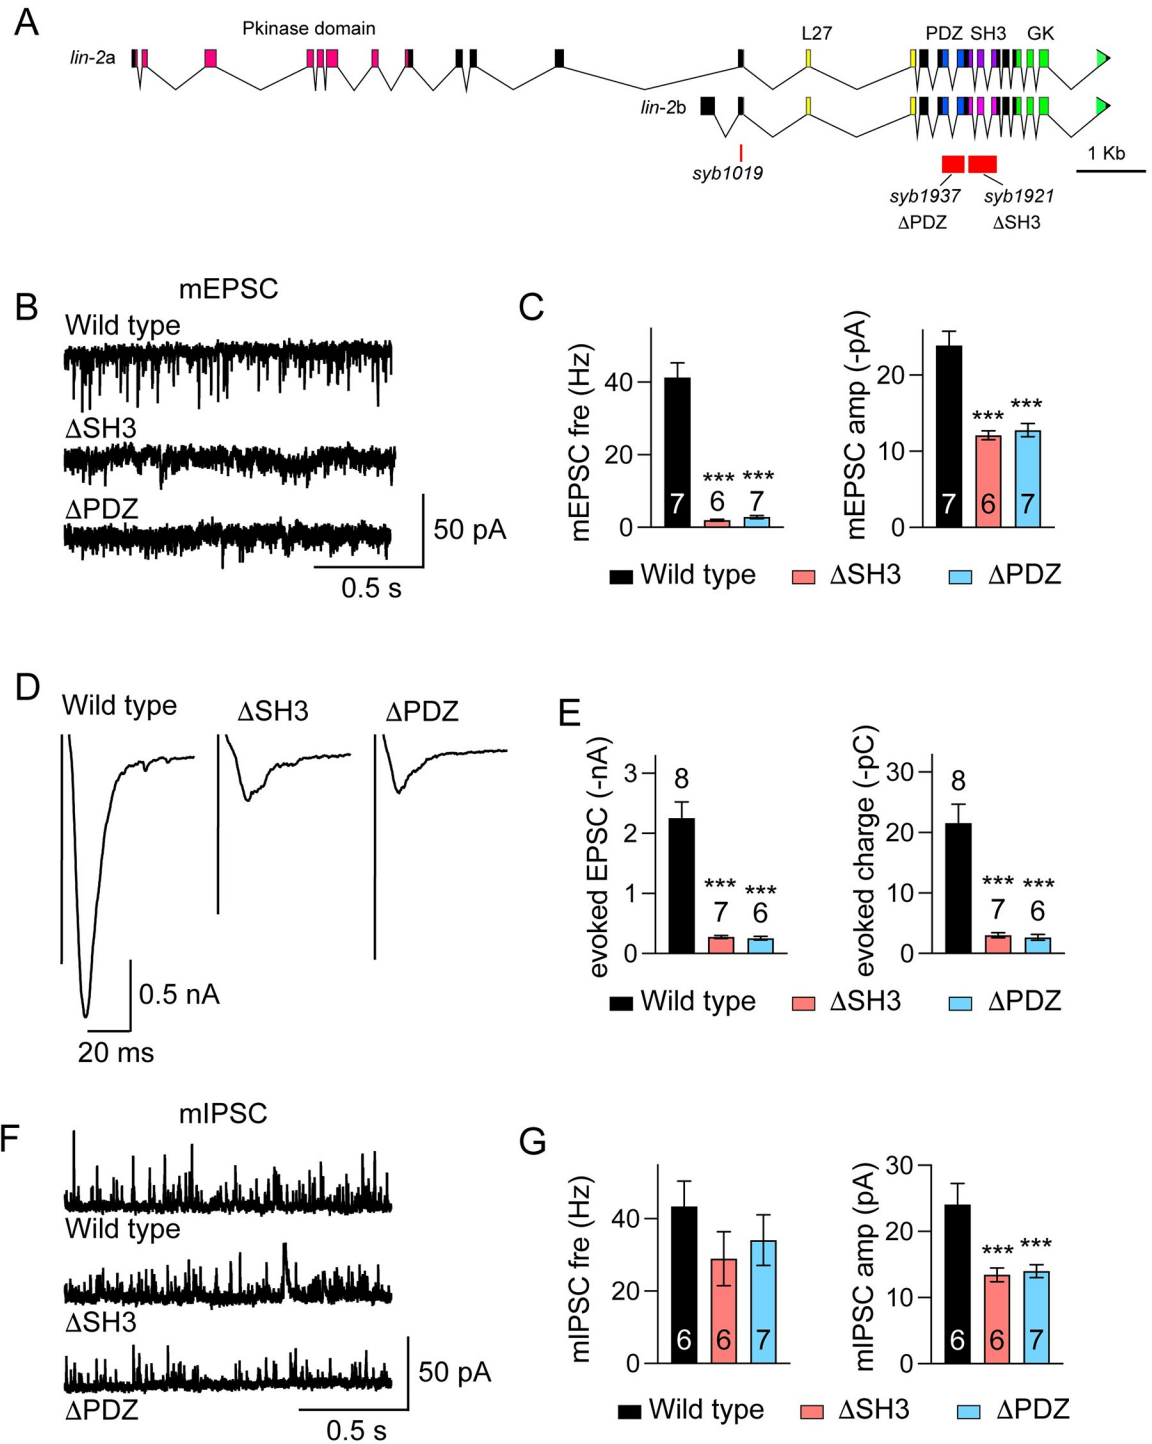 A
Pkinase domain
L27
PDZ SH3 GK
lin-2a
lin-2b
1 Kb
syb1019
syb1937
syb1921
ΔPDZ
ΔSH3
B
mEPSC
Wild type
ΔSH3
ΔPDZ
50 pA
0.5 s
C
mEPSC fre (Hz)
40
20
0
7
***
6
***
7
mEPSC amp (-pA)
20
10
0
7
***
6
***
7
Wild type
ΔSH3
ΔPDZ
D
Wild type
ΔSH3
ΔPDZ
0.5 nA
20 ms
E
evoked EPSC (-nA)
3
2
1
0
8
***
7
***
6
evoked charge (-pC)
30
20
10
0
8
***
7
***
6
Wild type
ΔSH3
ΔPDZ
F
mIPSC
Wild type
ΔSH3
ΔPDZ
50 pA
0.5 s
G
mIPSC fre (Hz)
40
20
0
6
6
7
mIPSC amp (pA)
30
20
10
0
6
***
6
***
7
Wild type
ΔSH3
ΔPDZ